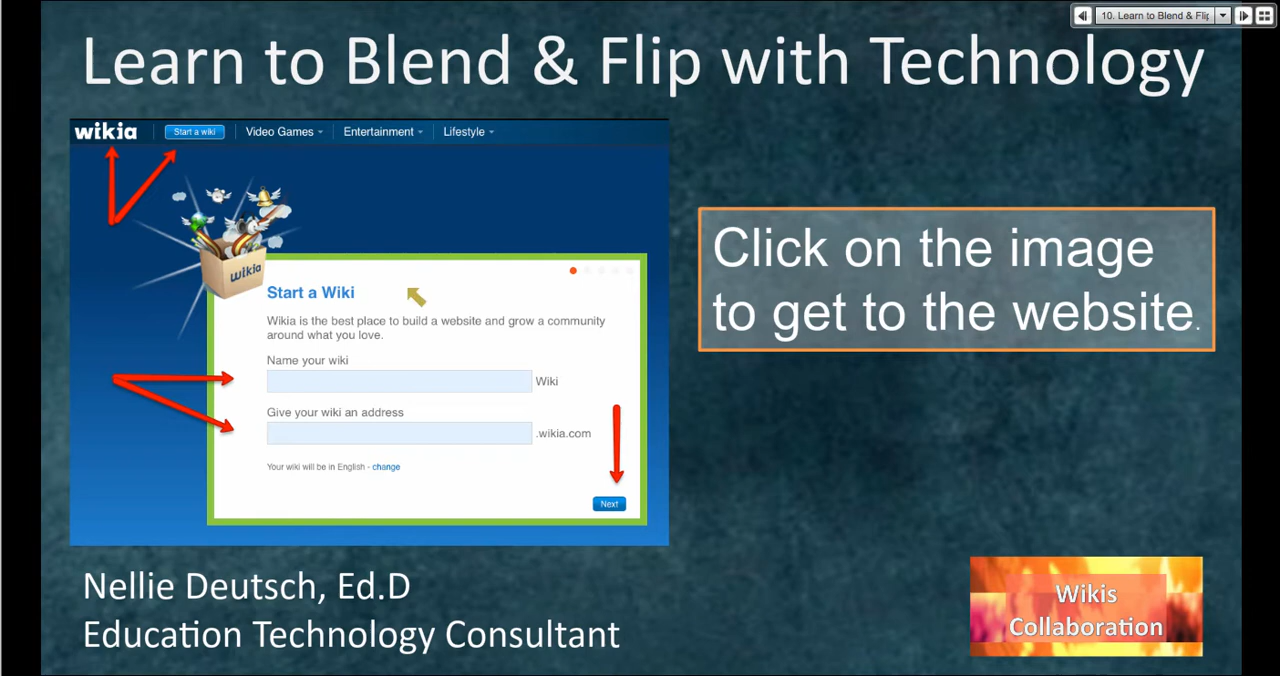 10. Learn to Blend & Flip
Learn to Blend & Flip with Technology
wikia Start a wiki Video Games Entertainment Lifestyle
wikia
Start a Wiki
Wikia is the best place to build a website and grow a community
around what you love.
Name your wiki
Wiki
Give your wiki an address
.wikia.com
Your wiki will be in English - change
Next
Click on the image
to get to the website.
Nellie Deutsch, Ed.D
Education Technology Consultant
Wikis
Collaboration